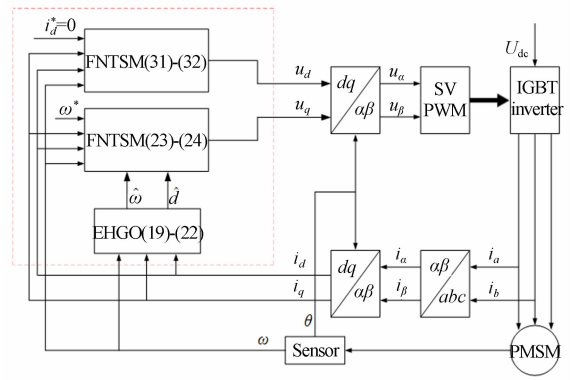 i_d^*=0
FNTSM(31)-(32)
ω*
FNTSM(23)-(24)
ω̂
d̂
EHGO(19)-(22)
u_d
u_q
dq
αβ
u_α
u_β
SV
PWM
U_dc
IGBT
inverter
i_d
i_q
dq
αβ
i_α
i_β
αβ
abc
i_a
i_b
θ
ω
Sensor
PMSM